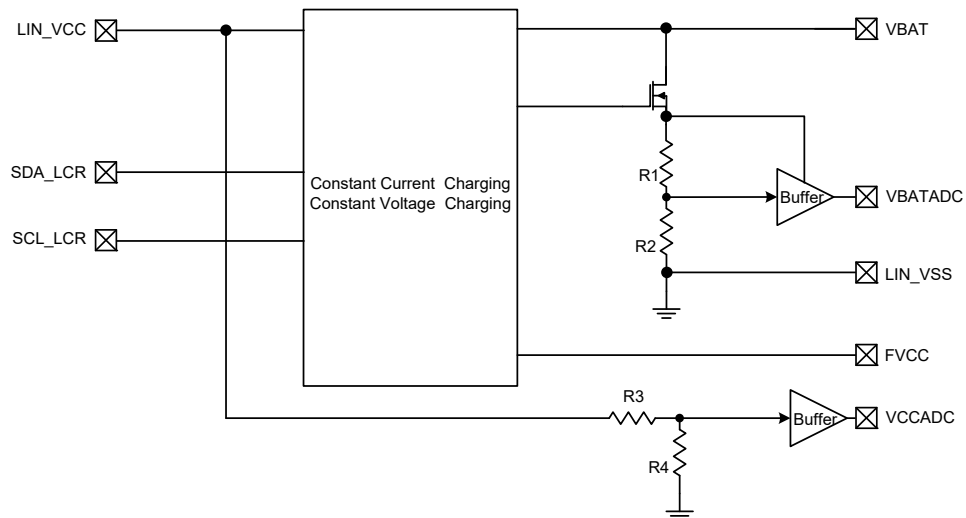 LIN_VCC
VBAT
SDA_LCR
SCL_LCR
Constant Current Charging
Constant Voltage Charging
R1
Buffer
VBATADC
R2
LIN_VSS
FVCC
R3
Buffer
VCCADC
R4